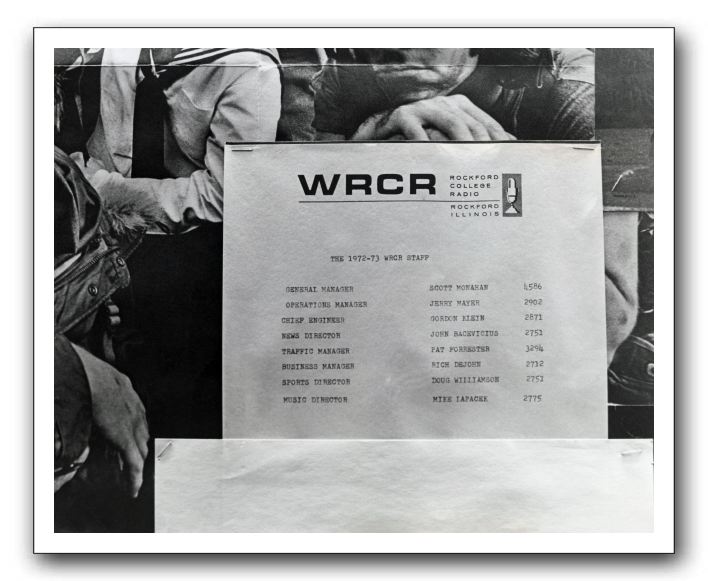 WRCR
ROCKFORD
COLLEGE
RADIO
ROCKFORD
ILLINOIS
THE 1972-73 WRCR STAFF
GENERAL MANAGER SCOTT MONAHAN 4586
OPERATIONS MANAGER JERRY MAYER 2902
CHIEF ENGINEER GORDON KLEIN 2871
NEWS DIRECTOR JOHN BACEVICIUS 2751
TRAFFIC MANAGER PAT FORRESTER 3294
BUSINESS MANAGER RICH DEJOHN 2712
SPORTS DIRECTOR DOUG WILLIAMSON 2751
MUSIC DIRECTOR MIKE LAPACEK 2775